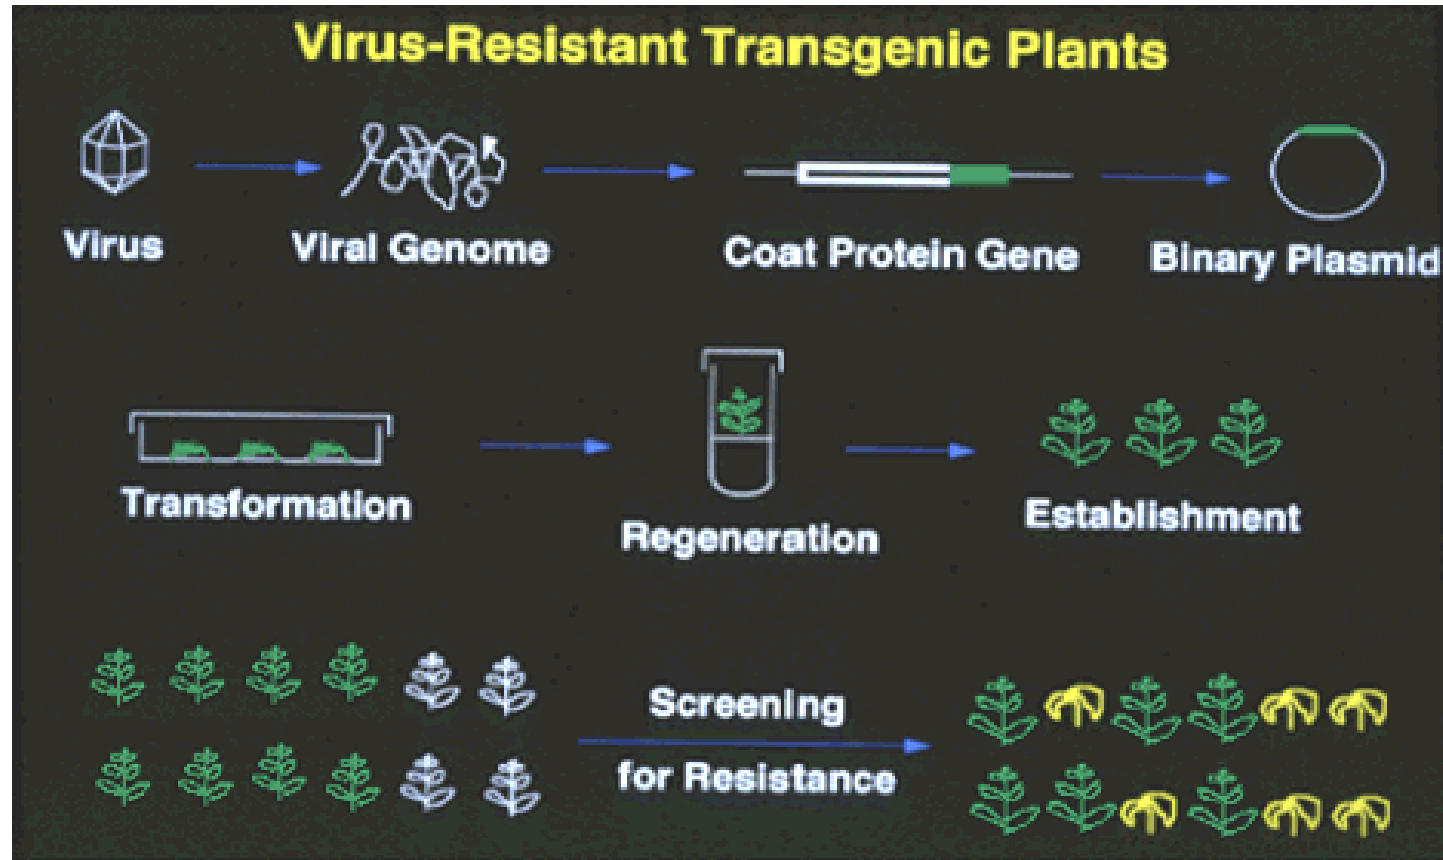 Virus-Resistant Transgenic Plants
Virus
Viral Genome
Coat Protein Gene
Binary Plasmid
Transformation
Regeneration
Establishment
Screening
for Resistance